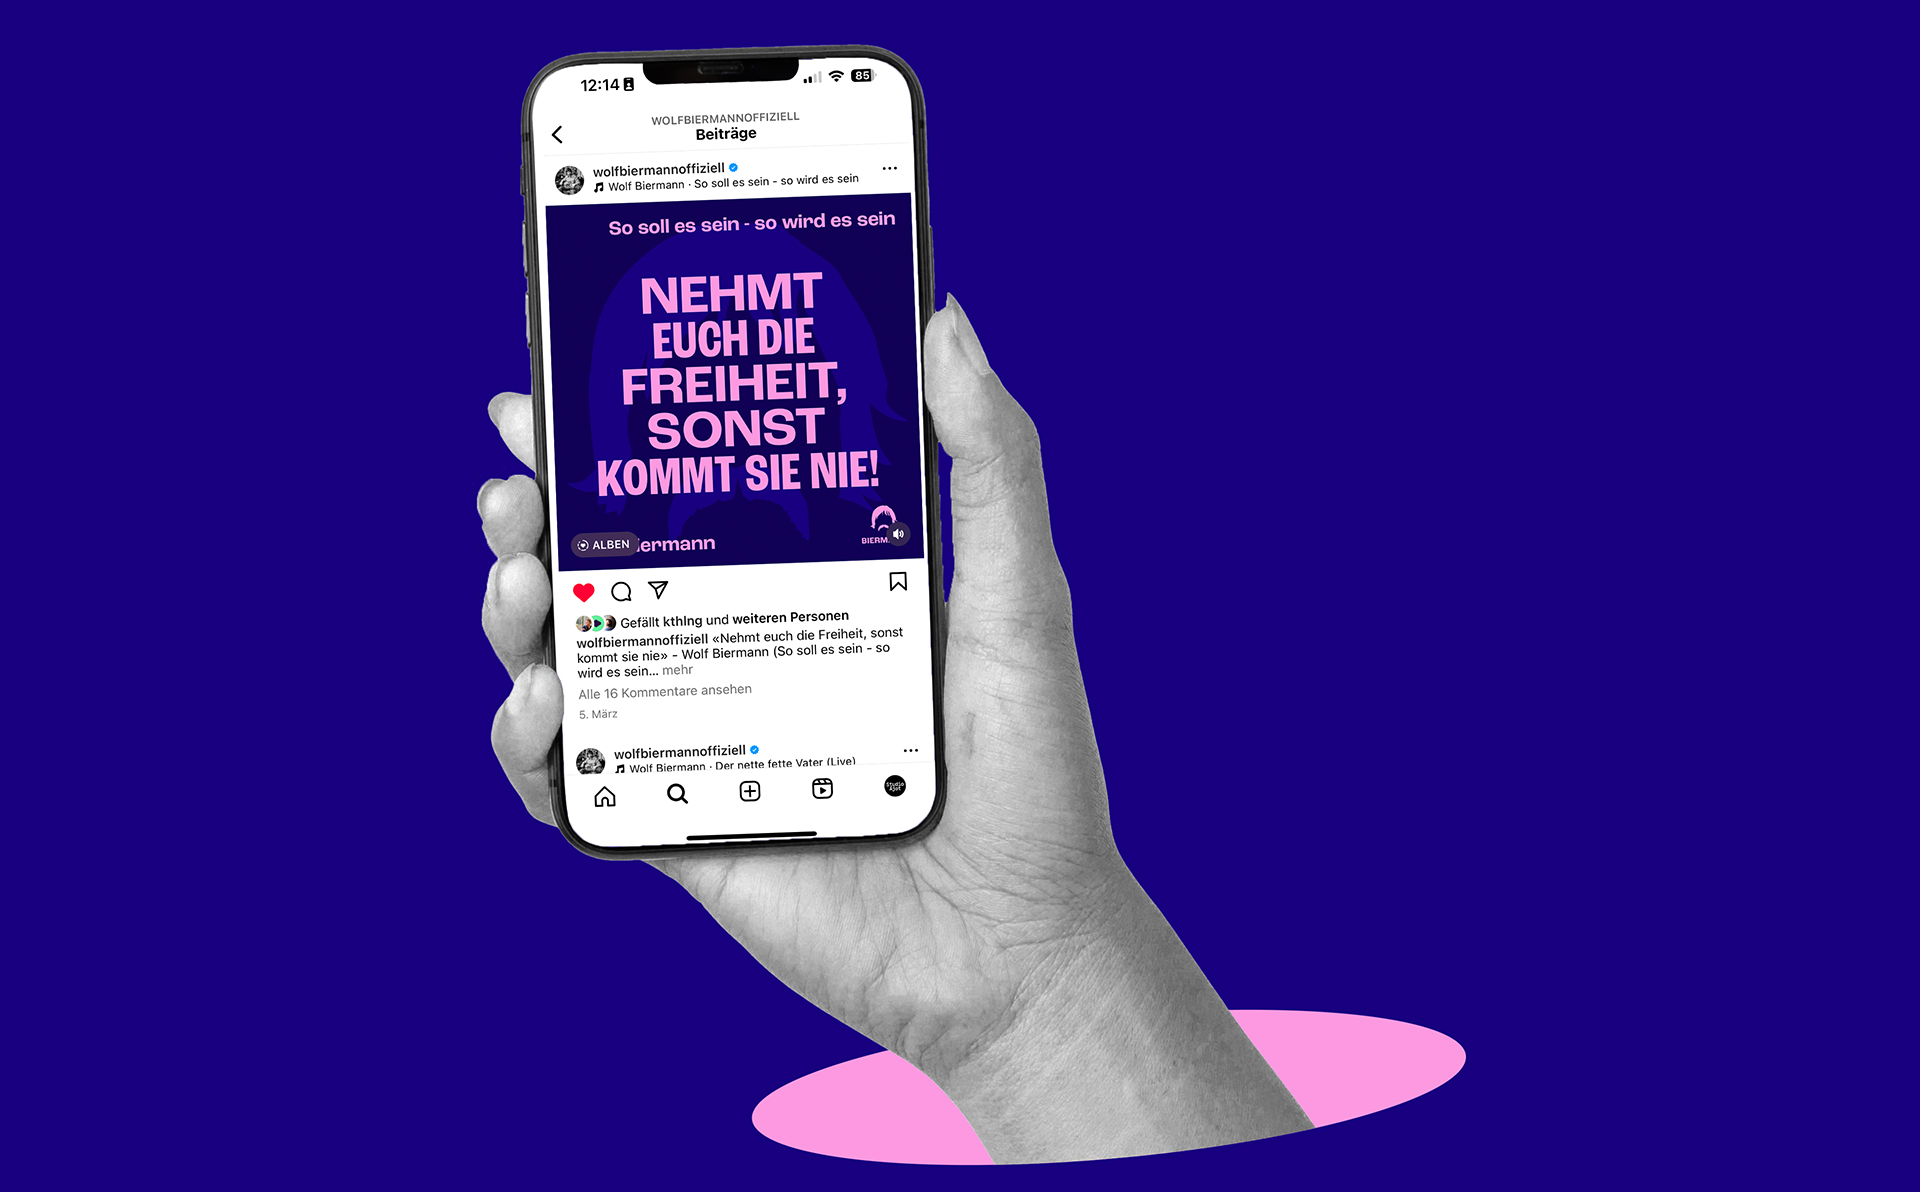 12:14
85
WOLFBIERMANNOFFIZIELL
Beiträge
wolfbiermannoffiziell
Wolf Biermann · So soll es sein - so wird es sein
So soll es sein - so wird es sein
NEHMT
EUCH DIE
FREIHEIT,
SONST
KOMMT SIE NIE!
ALBEN
iermann
BIERM
Gefällt kthlng und weiteren Personen
wolfbiermannoffiziell «Nehmt euch die Freiheit, sonst
kommt sie nie» - Wolf Biermann (So soll es sein - so
wird es sein... mehr
Alle 16 Kommentare ansehen
5. März
wolfbiermannoffiziell
Wolf Biermann · Der nette fette Vater (Live)
Studio
Ajot